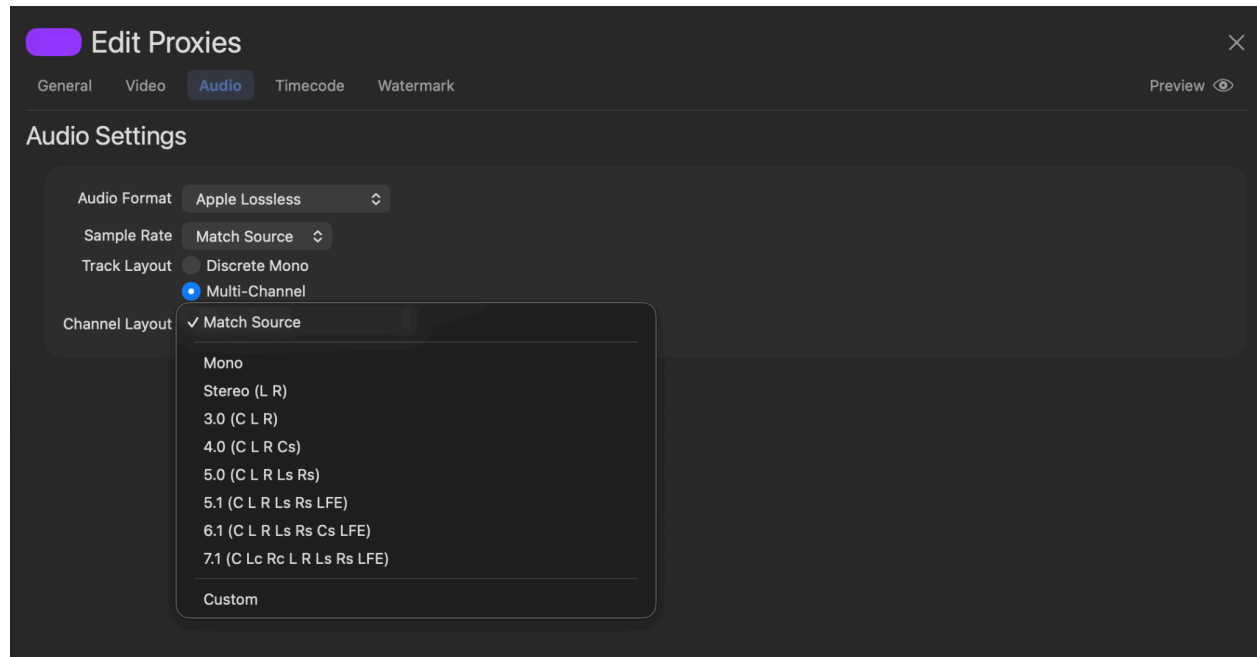 Edit Proxies
General Video Audio Timecode Watermark Preview
Audio Settings
Audio Format Apple Lossless
Sample Rate Match Source
Track Layout Discrete Mono
Multi-Channel
Channel Layout ✓ Match Source
Mono
Stereo (L R)
3.0 (C L R)
4.0 (C L R Cs)
5.0 (C L R Ls Rs)
5.1 (C L R Ls Rs LFE)
6.1 (C L R Ls Rs Cs LFE)
7.1 (C Lc Rc L R Ls Rs LFE)
Custom